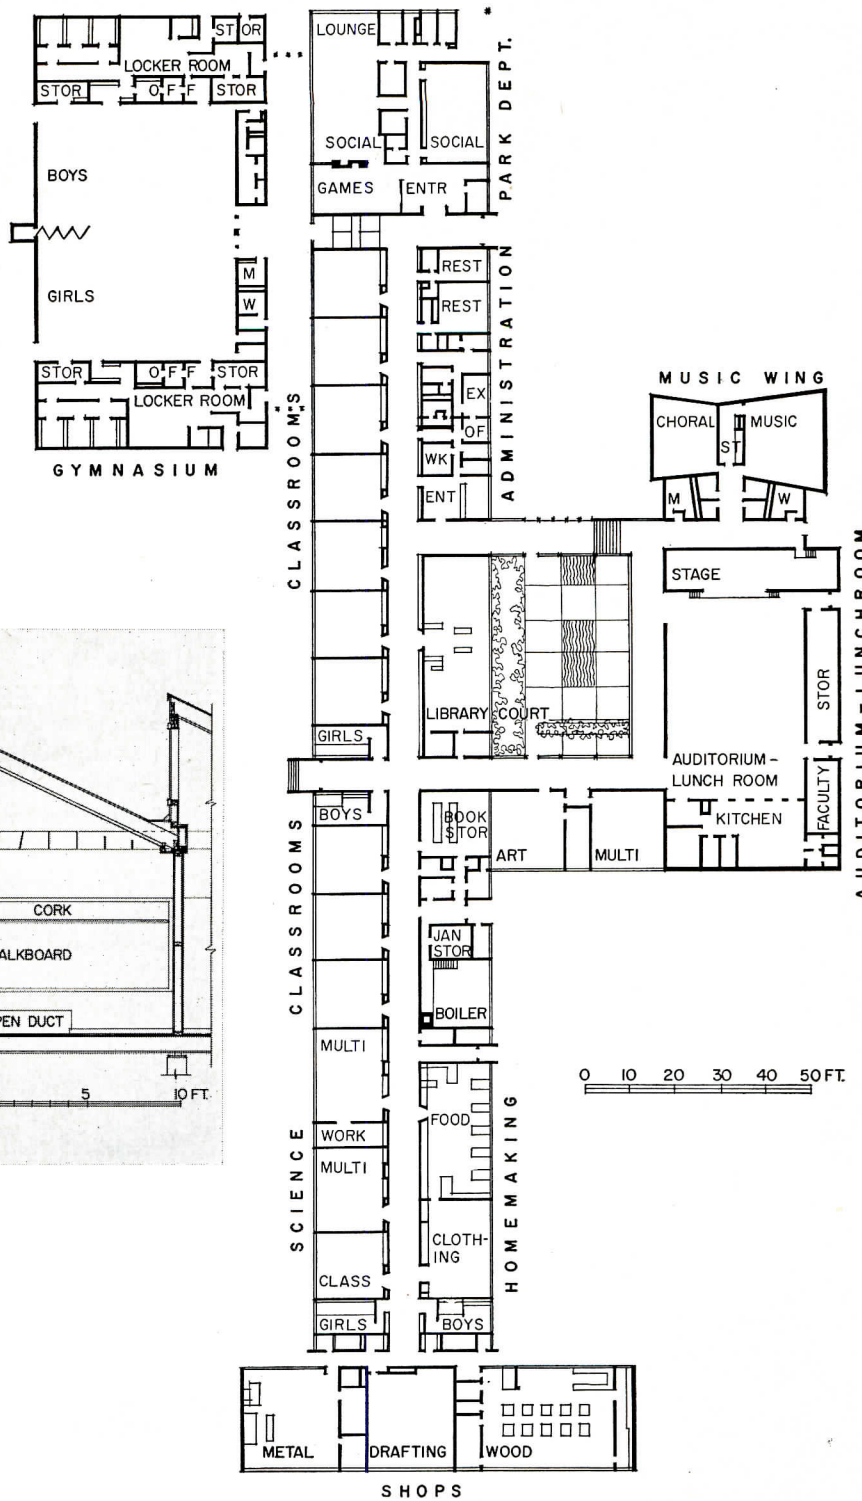 LOUNGE
ST OR
LOCKER ROOM
STOR
OFF
STOR
BOYS
GIRLS
M
W
STOR
OFF
STOR
LOCKER ROOM
GYMNASIUM
SOCIAL
SOCIAL
GAMES
ENTR
PARK DEPT.
REST
REST
EX
OF
WK
ENT
ADMINISTRATION
CLASSROOMS
MUSIC WING
CHORAL
MUSIC
ST
M
W
STAGE
STOR
AUDITORIUM-
LUNCH ROOM
KITCHEN
FACULTY
AUDITORIUM-LUNCHROOM
LIBRARY
COURT
GIRLS
BOYS
BOOK
STOR
ART
MULTI
CLASSROOMS
JAN
STOR
BOILER
MULTI
WORK
MULTI
CLASS
SCIENCE
FOOD
CLOTH-
ING
HOMEMAKING
GIRLS
BOYS
METAL
DRAFTING
WOOD
SHOPS
0 10 20 30 40 50 FT.
CORK
ALKBOARD
PEN DUCT
5 10 FT.